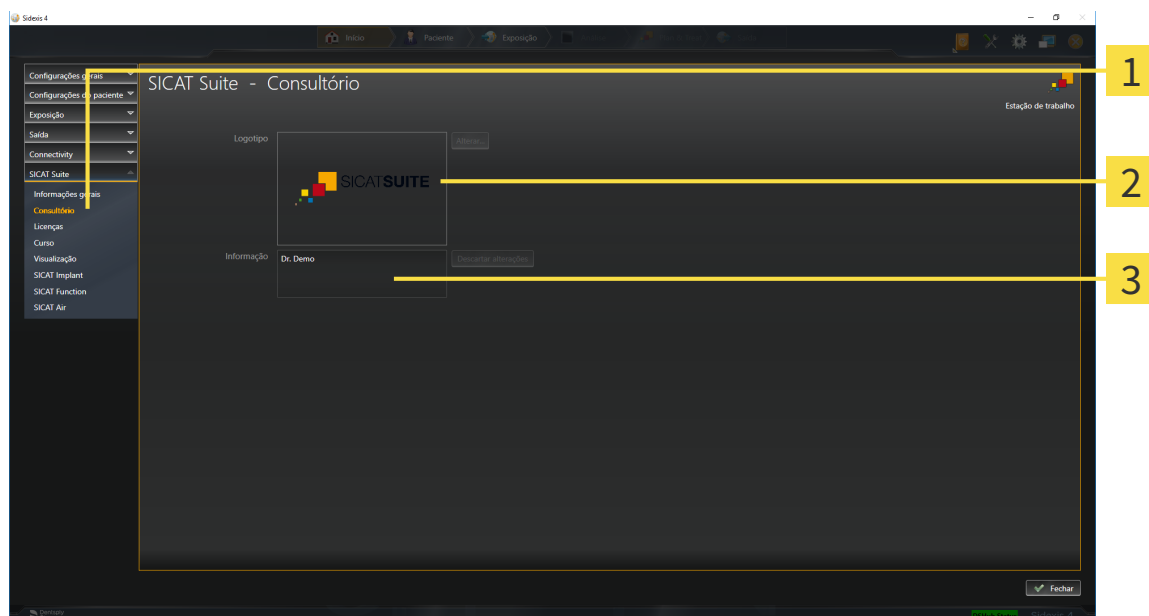 Sidexis 4
Início
Paciente
Exposição
Configurações gerais
Configurações do paciente
Exposição
Saída
Connectivity
SICAT Suite
Informações gerais
Consultório
Licenças
Curso
Visualização
SICAT Implant
SICAT Function
SICAT Air
SICAT Suite - Consultório
Estação de trabalho
Logotipo
SICATSUITE
Alterar...
Informação
Dr. Demo
Descartar alterações
1
2
3
Fechar
Dentsply
Sidexis 4